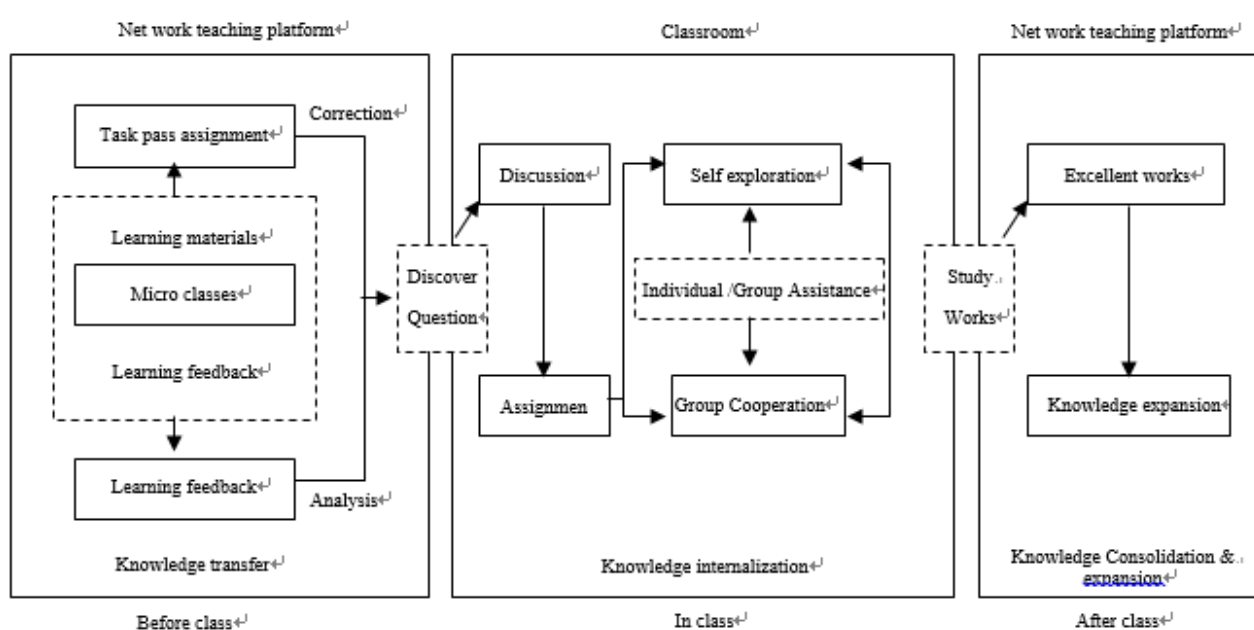 Net work teaching platform
Classroom
Net work teaching platform
Correction
Task pass assignment
Learning materials
Micro classes
Learning feedback
Learning feedback
Analysis
Knowledge transfer
Before class
Discover
Question
Discussion
Assignmen
Self exploration
Individual /Group Assistance
Group Cooperation
Knowledge internalization
In class
Study
Works
Excellent works
Knowledge expansion
Knowledge Consolidation &
expansion
After class